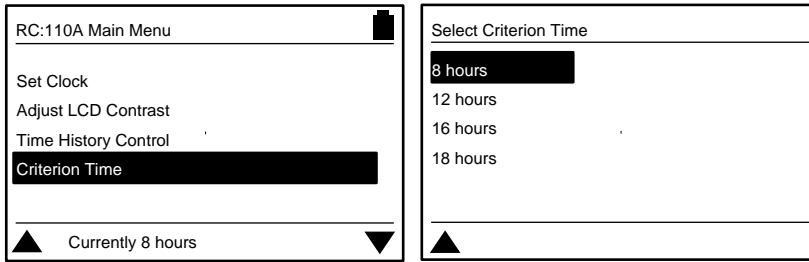 RC:110A Main Menu
Set Clock
Adjust LCD Contrast
Time History Control
Criterion Time
Currently 8 hours
Select Criterion Time
8 hours
12 hours
16 hours
18 hours